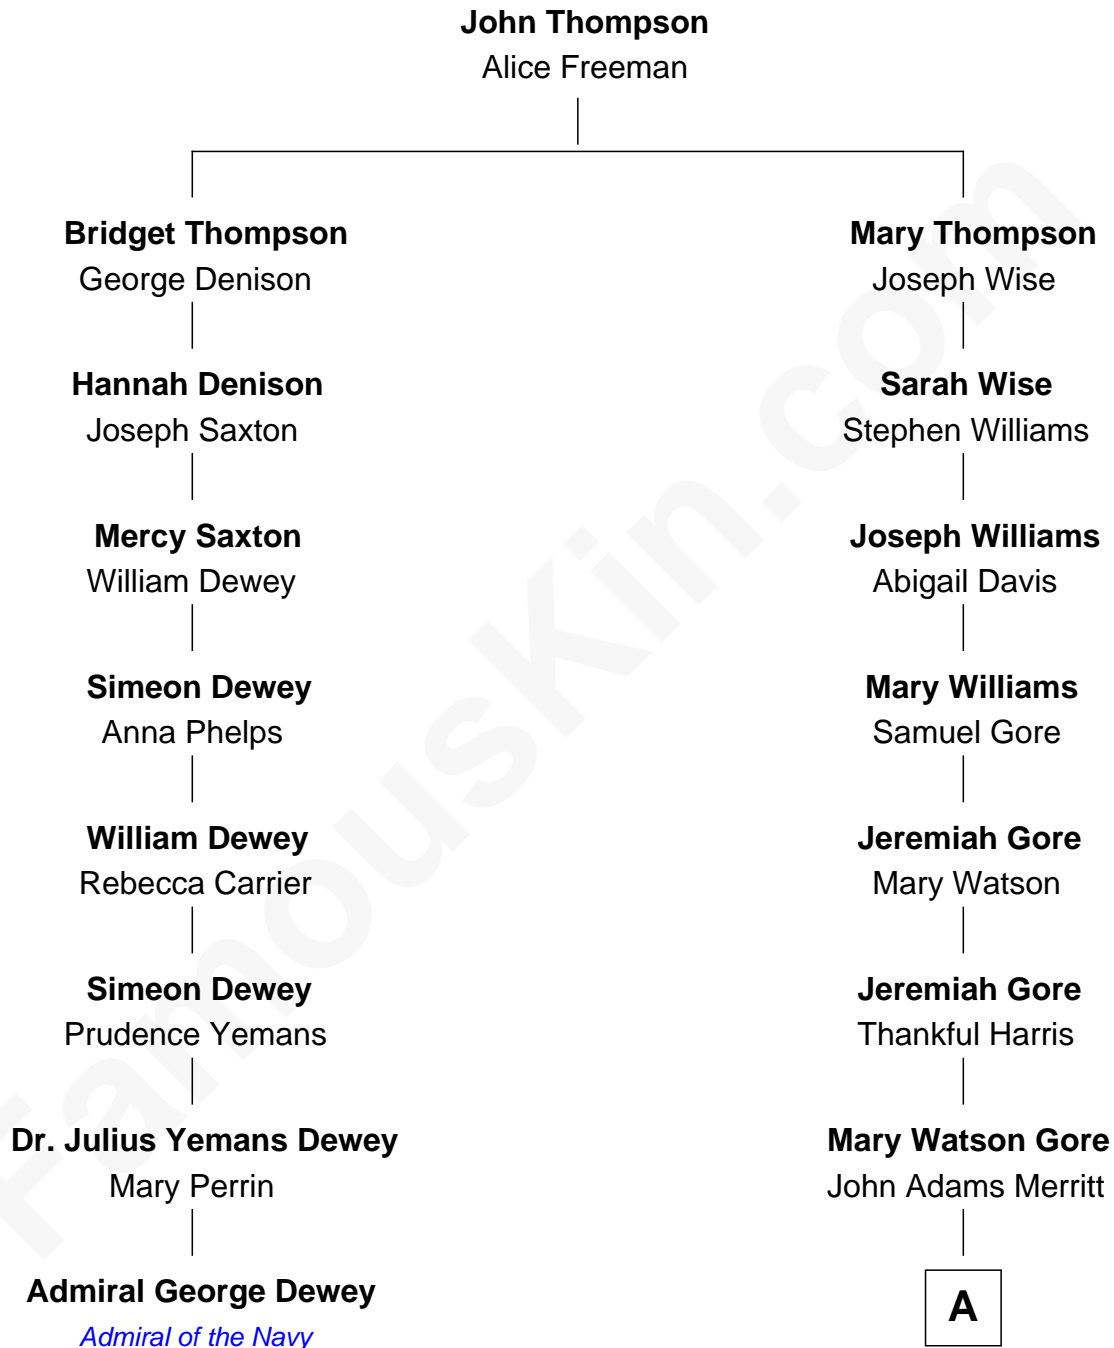 John Thompson
Alice Freeman
Bridget Thompson
George Denison
Mary Thompson
Joseph Wise
Hannah Denison
Joseph Saxton
Sarah Wise
Stephen Williams
Mercy Saxton
William Dewey
Joseph Williams
Abigail Davis
Simeon Dewey
Anna Phelps
Mary Williams
Samuel Gore
William Dewey
Rebecca Carrier
Jeremiah Gore
Mary Watson
Simeon Dewey
Prudence Yemans
Jeremiah Gore
Thankful Harris
Dr. Julius Yemans Dewey
Mary Perrin
Mary Watson Gore
John Adams Merritt
Admiral George Dewey
Admiral of the Navy
A
FamousKin.com